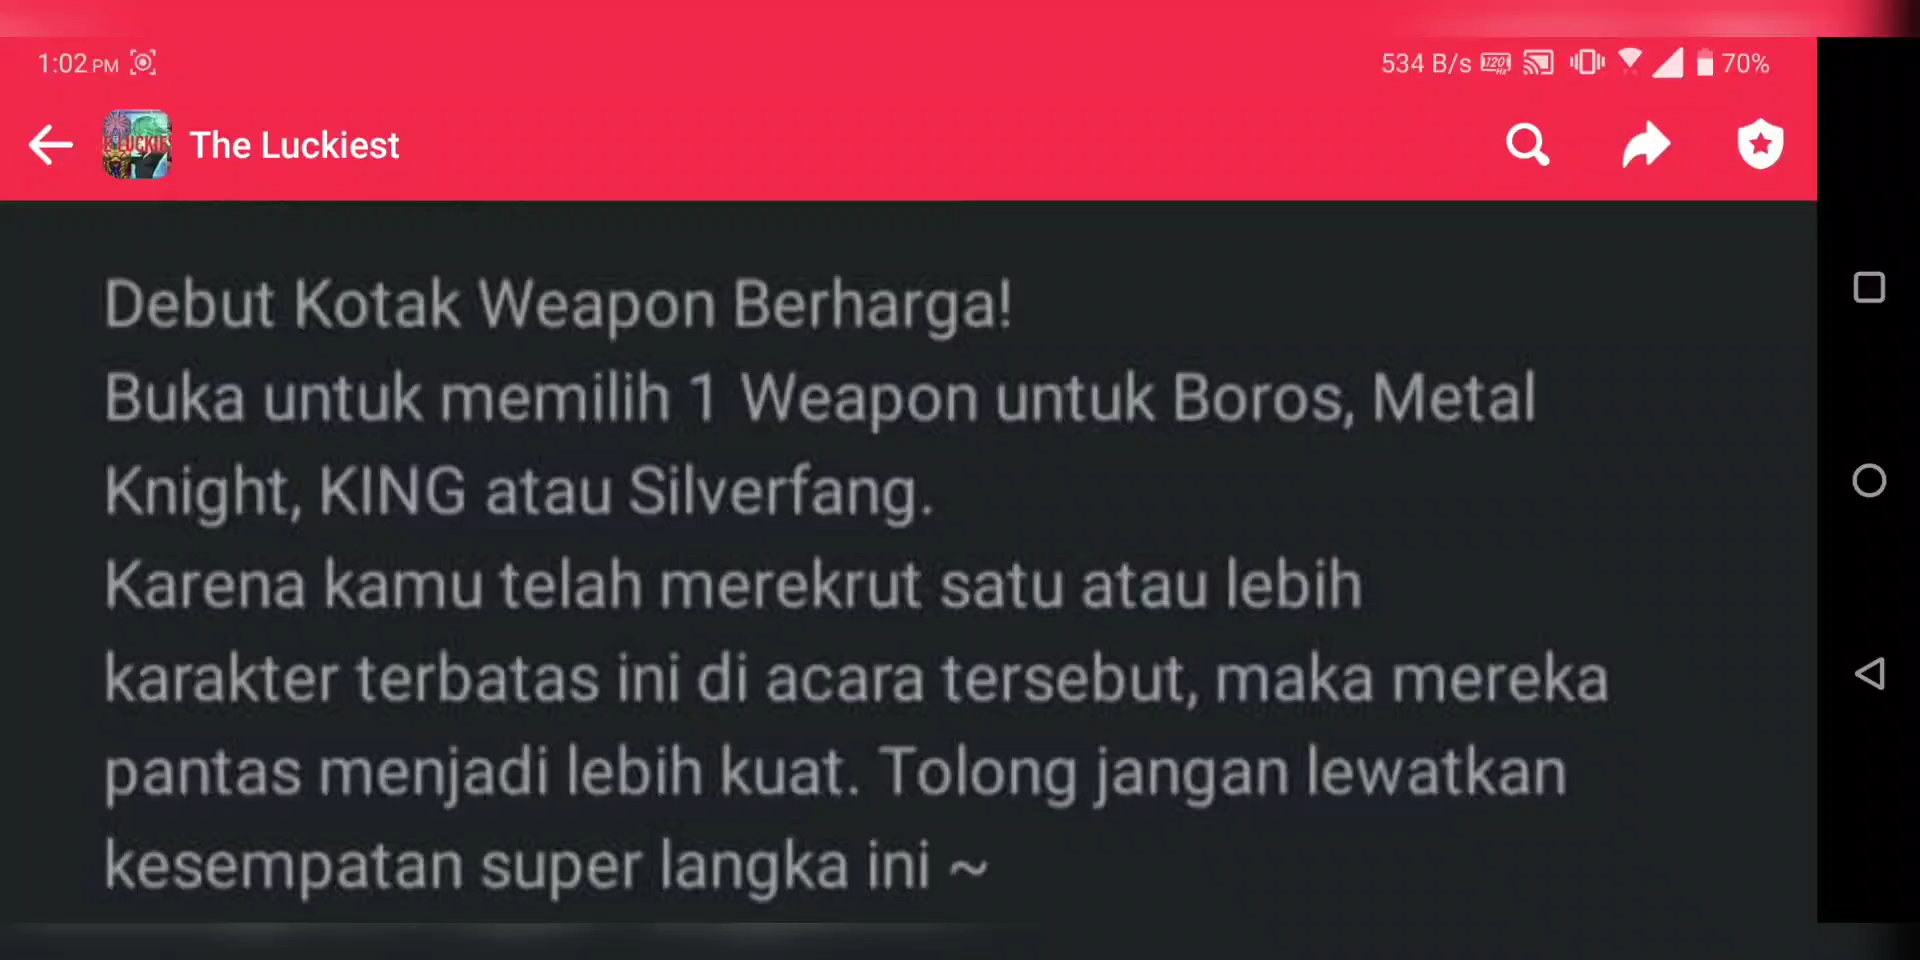 1:02 PM
534 B/s 120 Hz 70%
The Luckiest
Debut Kotak Weapon Berharga!
Buka untuk memilih 1 Weapon untuk Boros, Metal
Knight, KING atau Silverfang.
Karena kamu telah merekrut satu atau lebih
karakter terbatas ini di acara tersebut, maka mereka
pantas menjadi lebih kuat. Tolong jangan lewatkan
kesempatan super langka ini ~